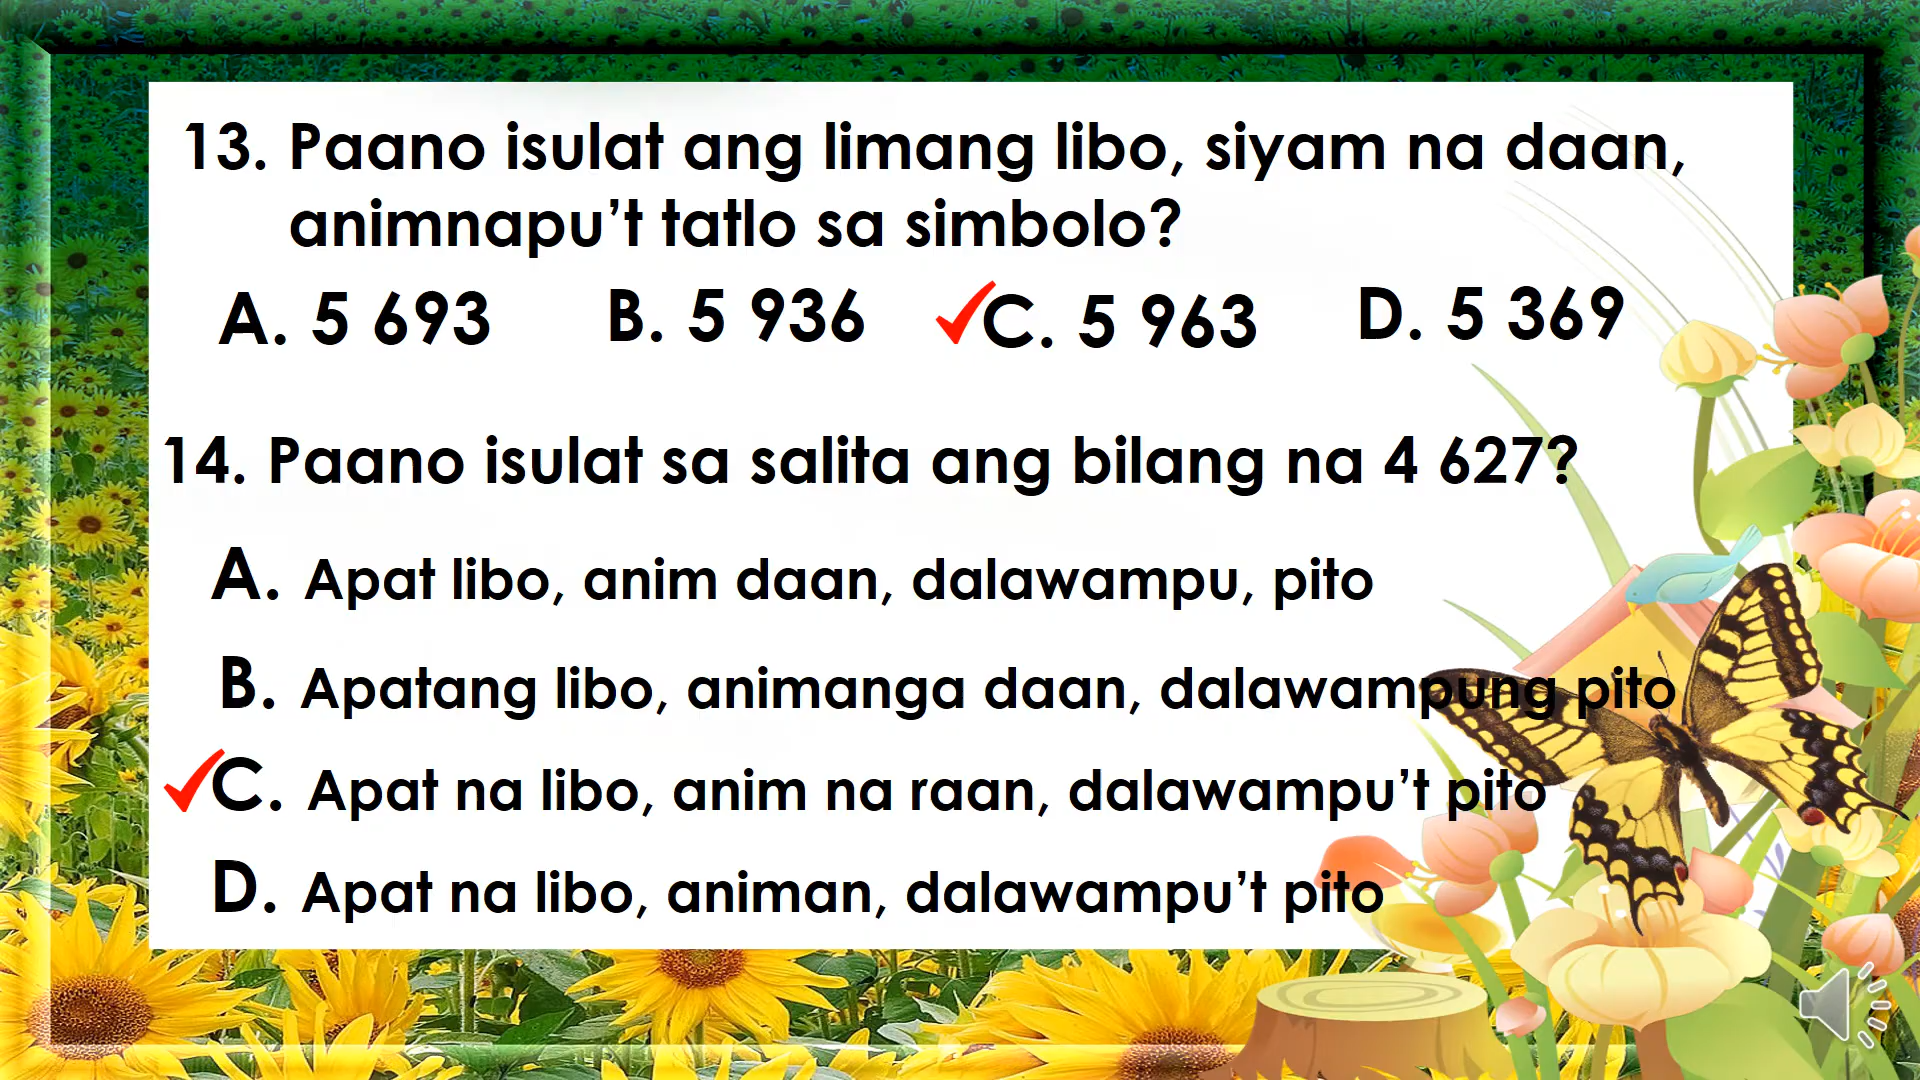 13. Paano isulat ang limang libo, siyam na daan,
animnapu’t tatlo sa simbolo?
A. 5 693 B. 5 936 C. 5 963 D. 5 369
14. Paano isulat sa salita ang bilang na 4 627?
A. Apat libo, anim daan, dalawampu, pito
B. Apatang libo, animanga daan, dalawampung pito
C. Apat na libo, anim na raan, dalawampu’t pito
D. Apat na libo, animan, dalawampu’t pito